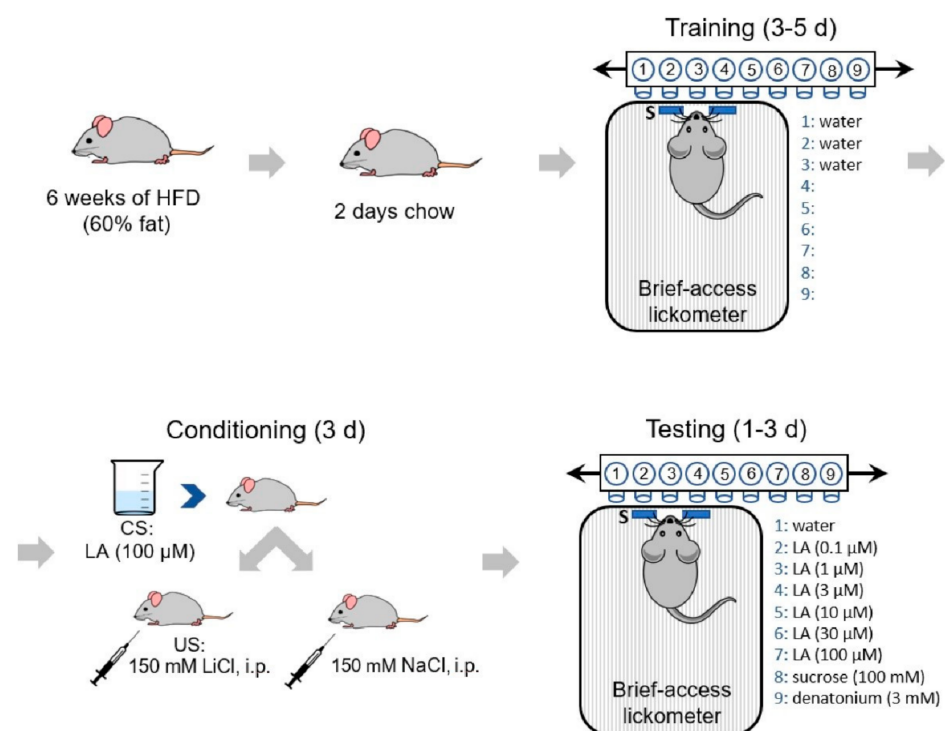 Training (3-5 d)
1 2 3 4 5 6 7 8 9
S
1: water
2: water
3: water
4:
5:
6:
7:
8:
9:
Brief-access
lickometer
6 weeks of HFD
(60% fat)
2 days chow
Conditioning (3 d)
CS:
LA (100 µM)
US:
150 mM LiCl, i.p.
150 mM NaCl, i.p.
Testing (1-3 d)
1 2 3 4 5 6 7 8 9
S
1: water
2: LA (0.1 µM)
3: LA (1 µM)
4: LA (3 µM)
5: LA (10 µM)
6: LA (30 µM)
7: LA (100 µM)
8: sucrose (100 mM)
9: denatonium (3 mM)
Brief-access
lickometer